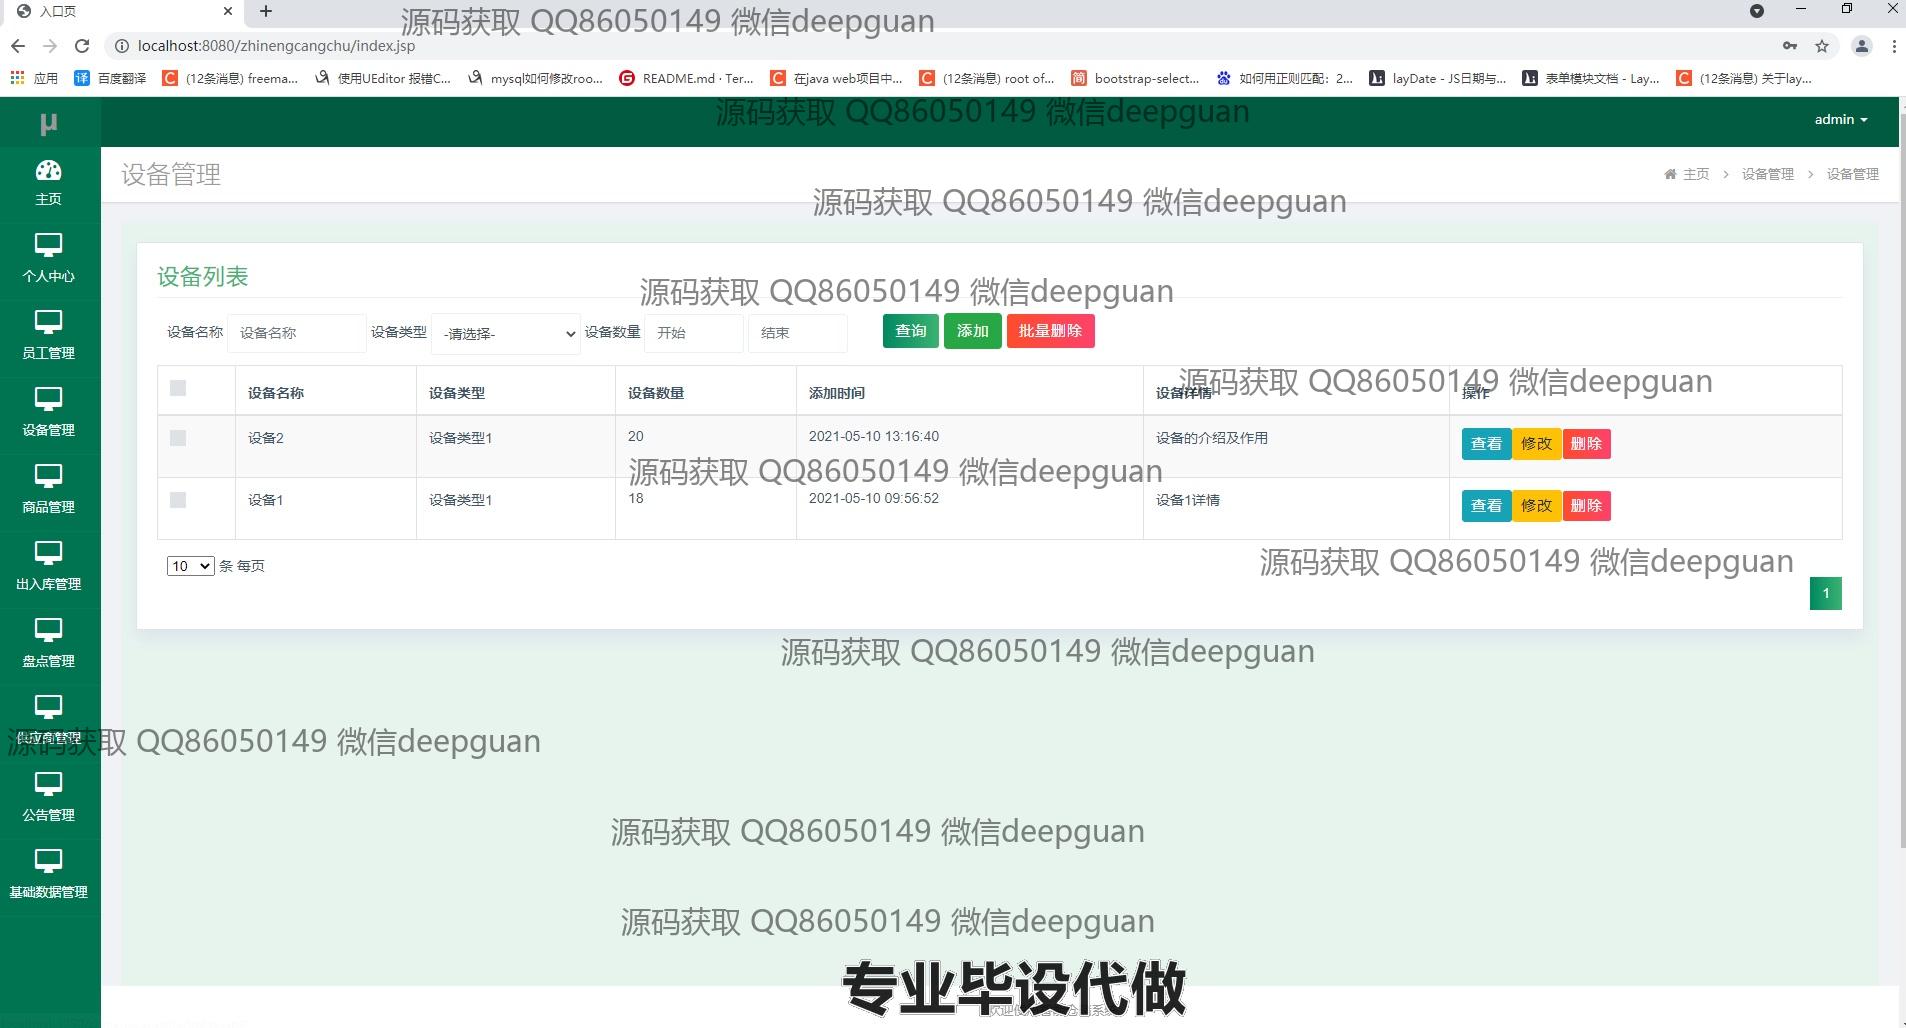 入口页
源码获取 QQ86050149 微信deepguan
localhost:8080/zhinengcangchu/index.jsp
应用 百度翻译 (12条消息) freema... 使用UEditor 报错C... mysql如何修改roo... README.md · Ter... 在java web项目中... (12条消息) root of... bootstrap-select... 如何用正则匹配：2... layDate - JS日期与... 表单模块文档 - Lay... (12条消息) 关于lay...
源码获取 QQ86050149 微信deepguan
μ
admin
主页
设备管理
主页 > 设备管理 > 设备管理
源码获取 QQ86050149 微信deepguan
个人中心
设备列表
源码获取 QQ86050149 微信deepguan
员工管理
设备名称 设备名称 设备类型 -请选择- 设备数量 开始 结束 查询 添加 批量删除
源码获取 QQ86050149 微信deepguan
设备名称 设备类型 设备数量 添加时间 设备详情 操作
设备管理
设备2 设备类型1 20 2021-05-10 13:16:40 设备的介绍及作用 查看 修改 删除
源码获取 QQ86050149 微信deepguan
商品管理
设备1 设备类型1 18 2021-05-10 09:56:52 设备1详情 查看 修改 删除
10 条 每页
源码获取 QQ86050149 微信deepguan
出入库管理
1
盘点管理
源码获取 QQ86050149 微信deepguan
供应商管理
源码获取 QQ86050149 微信deepguan
公告管理
源码获取 QQ86050149 微信deepguan
基础数据管理
源码获取 QQ86050149 微信deepguan
专业毕设代做